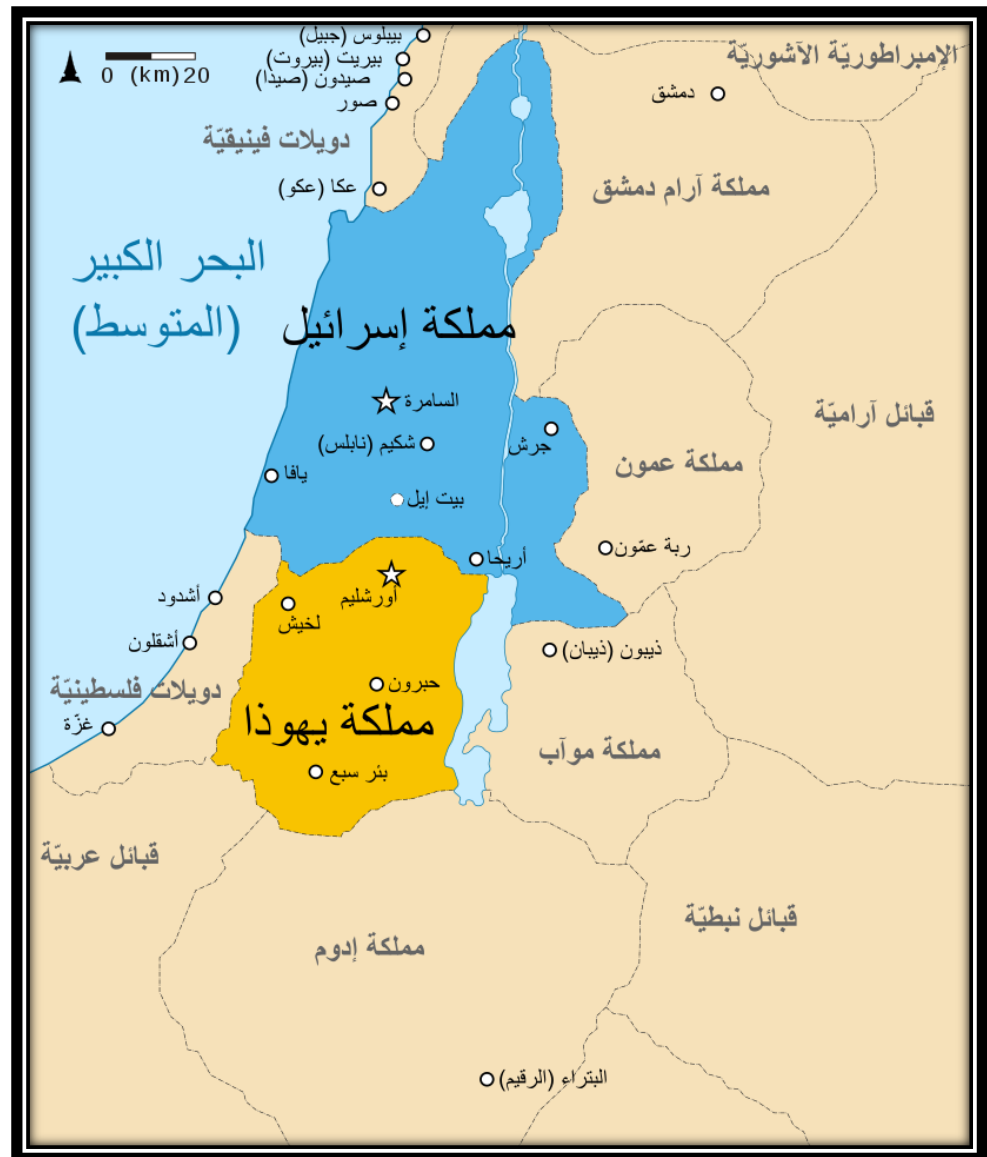 بيبلوس (جبيل)
الإمبراطوريّة الآشوريّة
بيريت (بيروت)
0 (km) 20
صيدون (صيدا)
دمشق
صور
دويلات فينيقيّة
عكا (عكو)
مملكة آرام دمشق
البحر الكبير
(المتوسط)
مملكة إسرائيل
السامرة
قبائل آراميّة
جرش
شكيم (نابلس)
مملكة عمون
يافا
بيت إيل
ربة عمّون
أريحا
أورشليم
أشدود
لخيش
أشقلون
ذيبون (ذيبان)
حبرون
دويلات فلسطينيّة
مملكة يهوذا
غزّة
مملكة موآب
بئر سبع
قبائل عربيّة
قبائل نبطيّة
مملكة إدوم
البتراء (الرقيم)